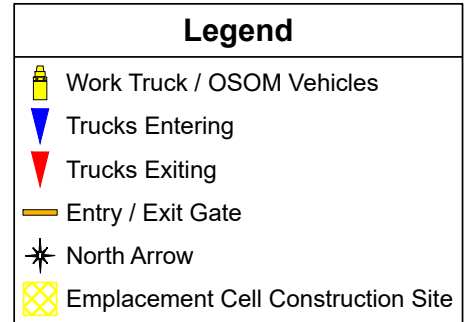 Legend
Work Truck / OSOM Vehicles
Trucks Entering
Trucks Exiting
Entry / Exit Gate
North Arrow
Emplacement Cell Construction Site